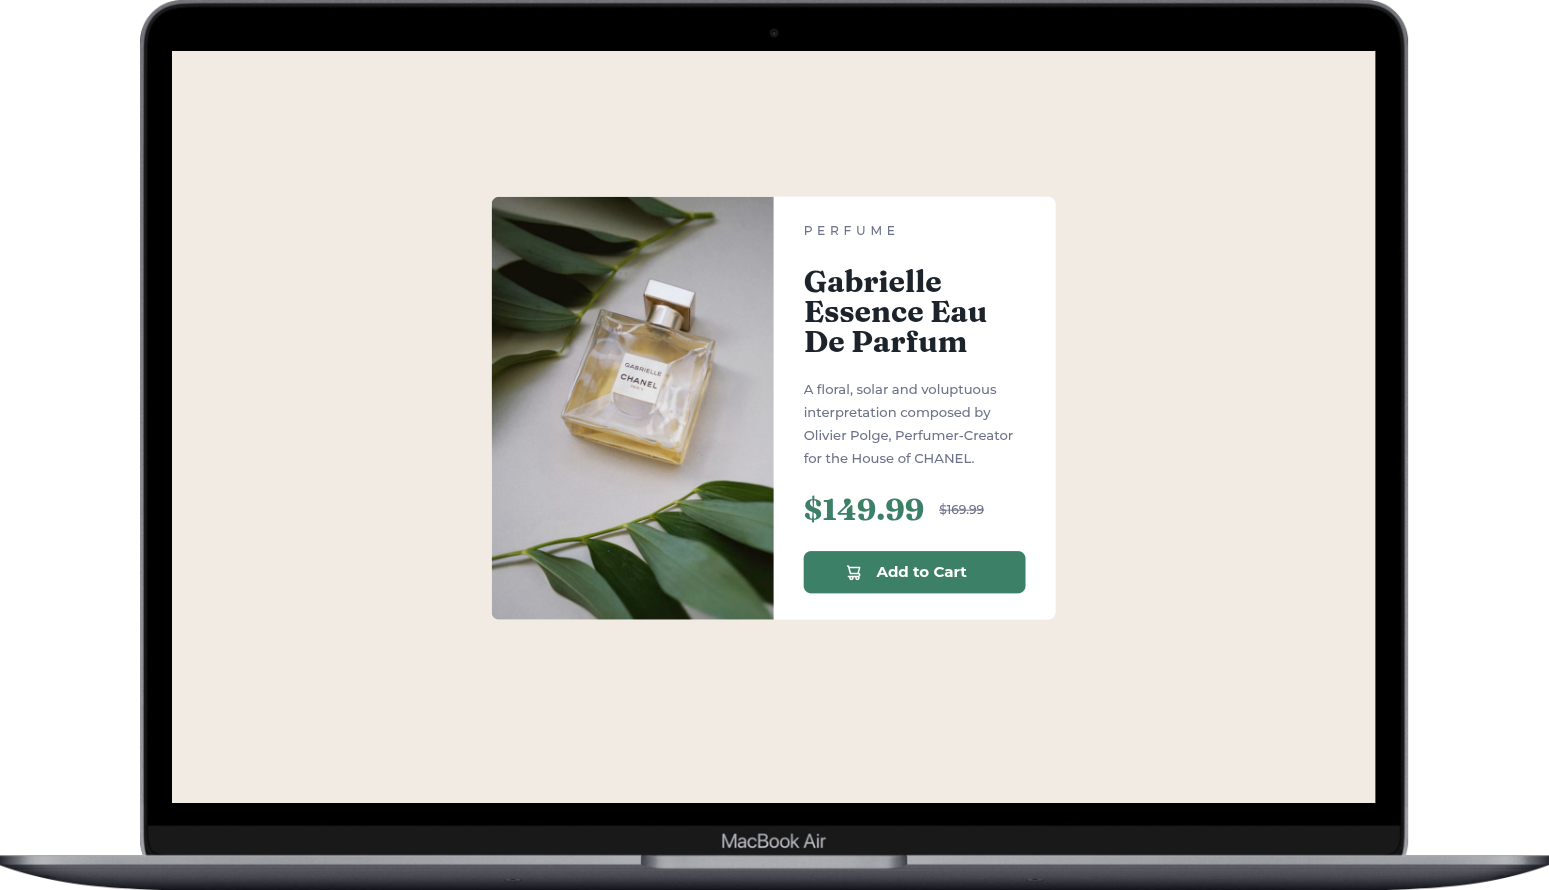 PERFUME
Gabrielle
Essence Eau
De Parfum
A floral, solar and voluptuous
interpretation composed by
Olivier Polge, Perfumer-Creator
for the House of CHANEL.
$149.99 $169.99
Add to Cart
GABRIELLE
CHANEL
PARIS
MacBook Air